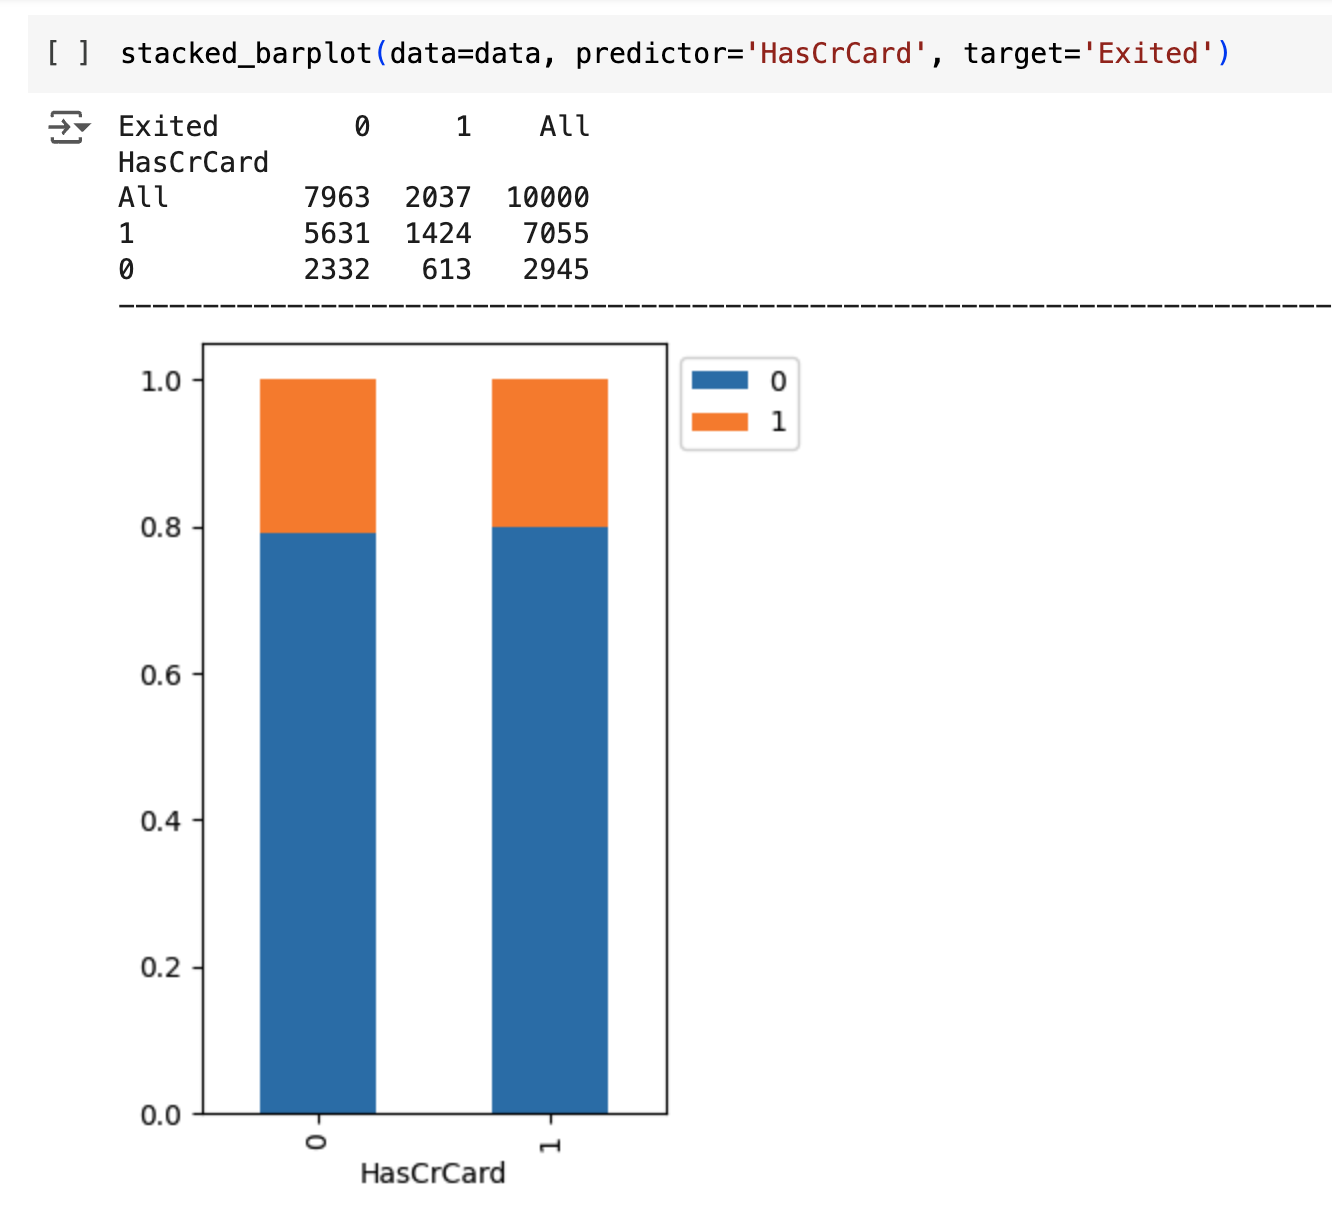 [ ] stacked_barplot(data=data, predictor='HasCrCard', target='Exited')
Exited 0 1 All
HasCrCard
All 7963 2037 10000
1 5631 1424 7055
0 2332 613 2945
------------------------------------------------------------------------
1.0
0.8
0.6
0.4
0.2
0.0
0 1
HasCrCard
0
1